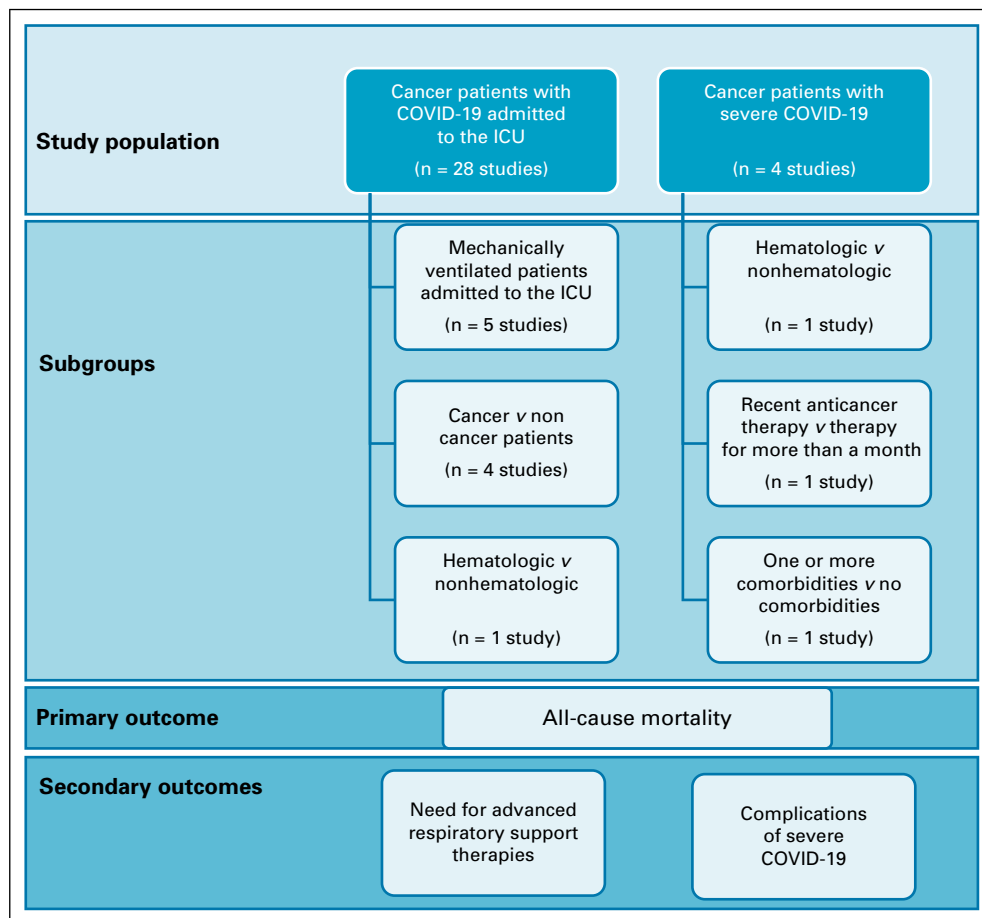 Study population
Cancer patients with
COVID-19 admitted
to the ICU
(n = 28 studies)
Cancer patients with
severe COVID-19
(n = 4 studies)
Subgroups
Mechanically
ventilated patients
admitted to the ICU
(n = 5 studies)
Cancer v non
cancer patients
(n = 4 studies)
Hematologic v
nonhematologic
(n = 1 study)
Hematologic v
nonhematologic
(n = 1 study)
Recent anticancer
therapy v therapy
for more than a month
(n = 1 study)
One or more
comorbidities v no
comorbidities
(n = 1 study)
Primary outcome
All-cause mortality
Secondary outcomes
Need for advanced
respiratory support
therapies
Complications
of severe
COVID-19